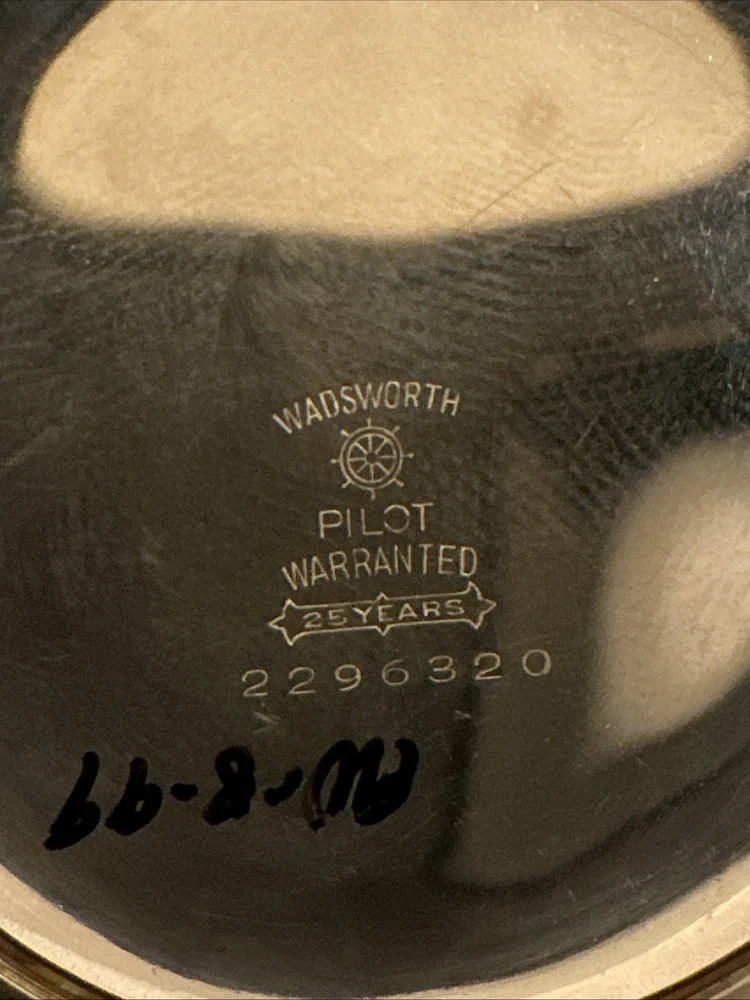 WADSWORTH
PILOT
WARRANTED
25 YEARS
2296320